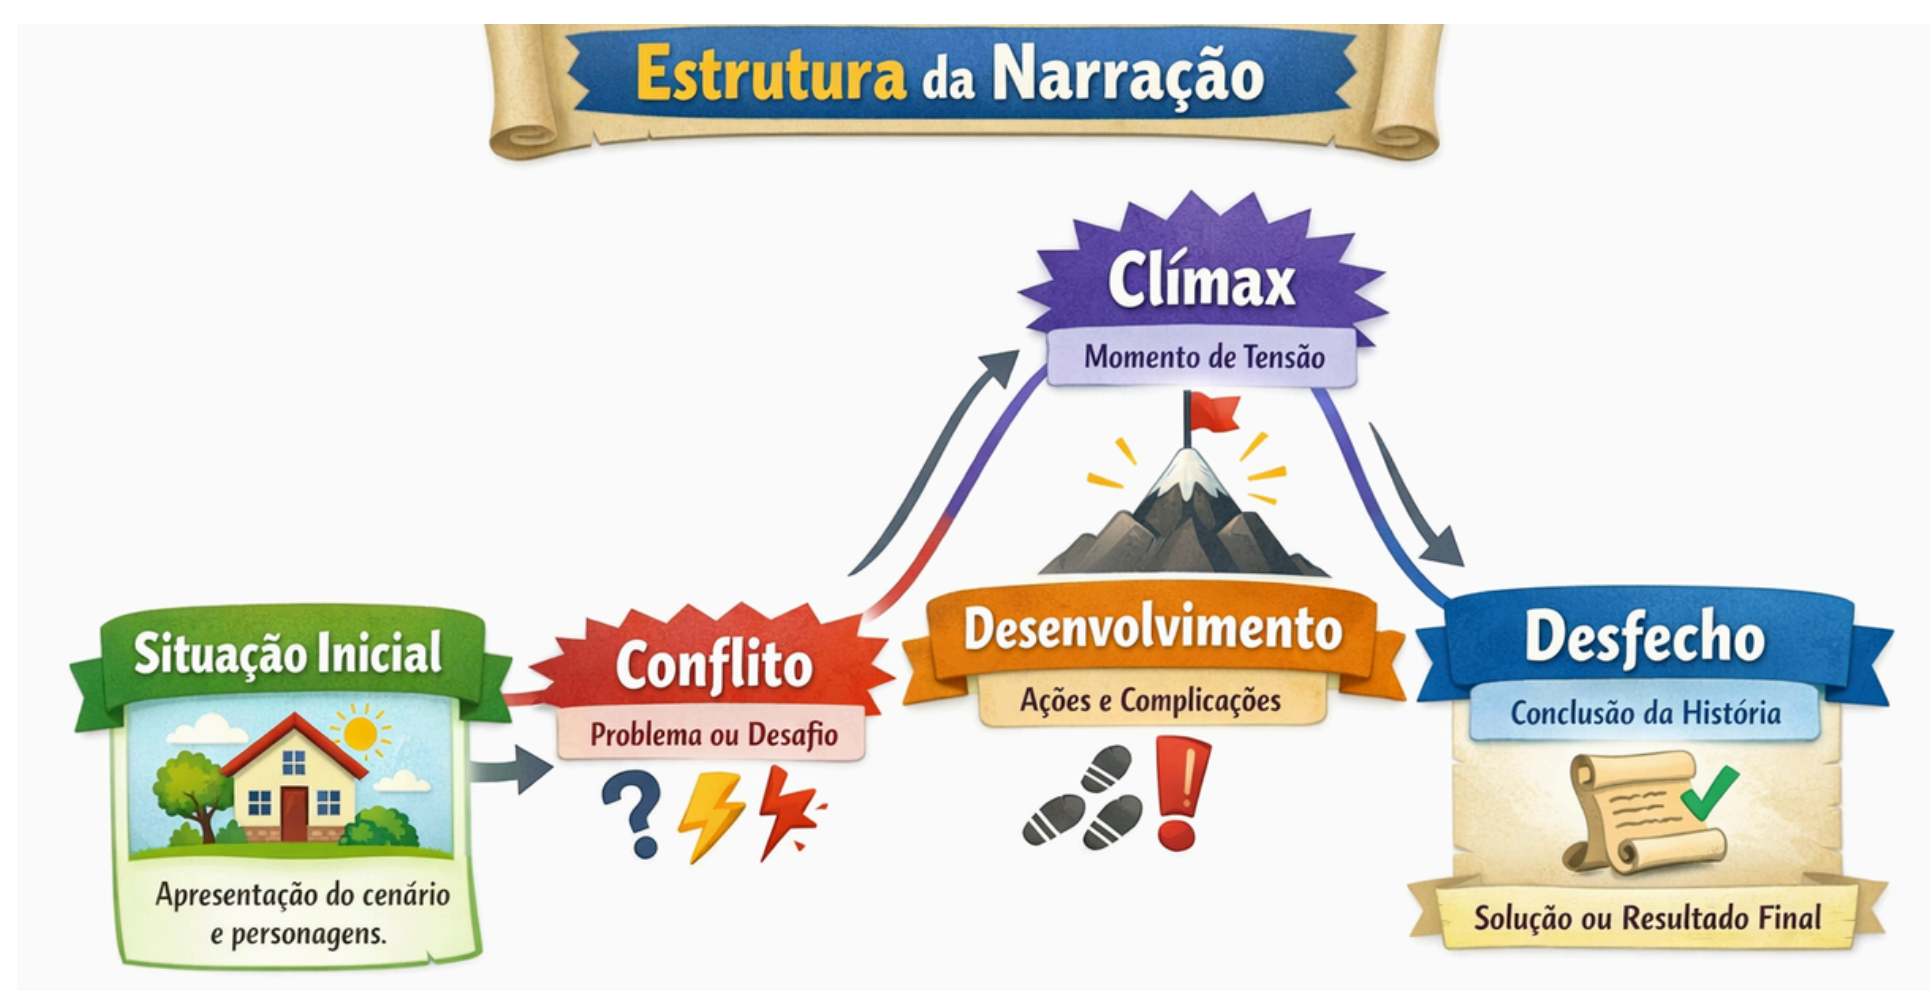 Estrutura da Narração
Situação Inicial
Apresentação do cenário
e personagens.
Conflito
Problema ou Desafio
Clímax
Momento de Tensão
Desenvolvimento
Ações e Complicações
Desfecho
Conclusão da História
Solução ou Resultado Final